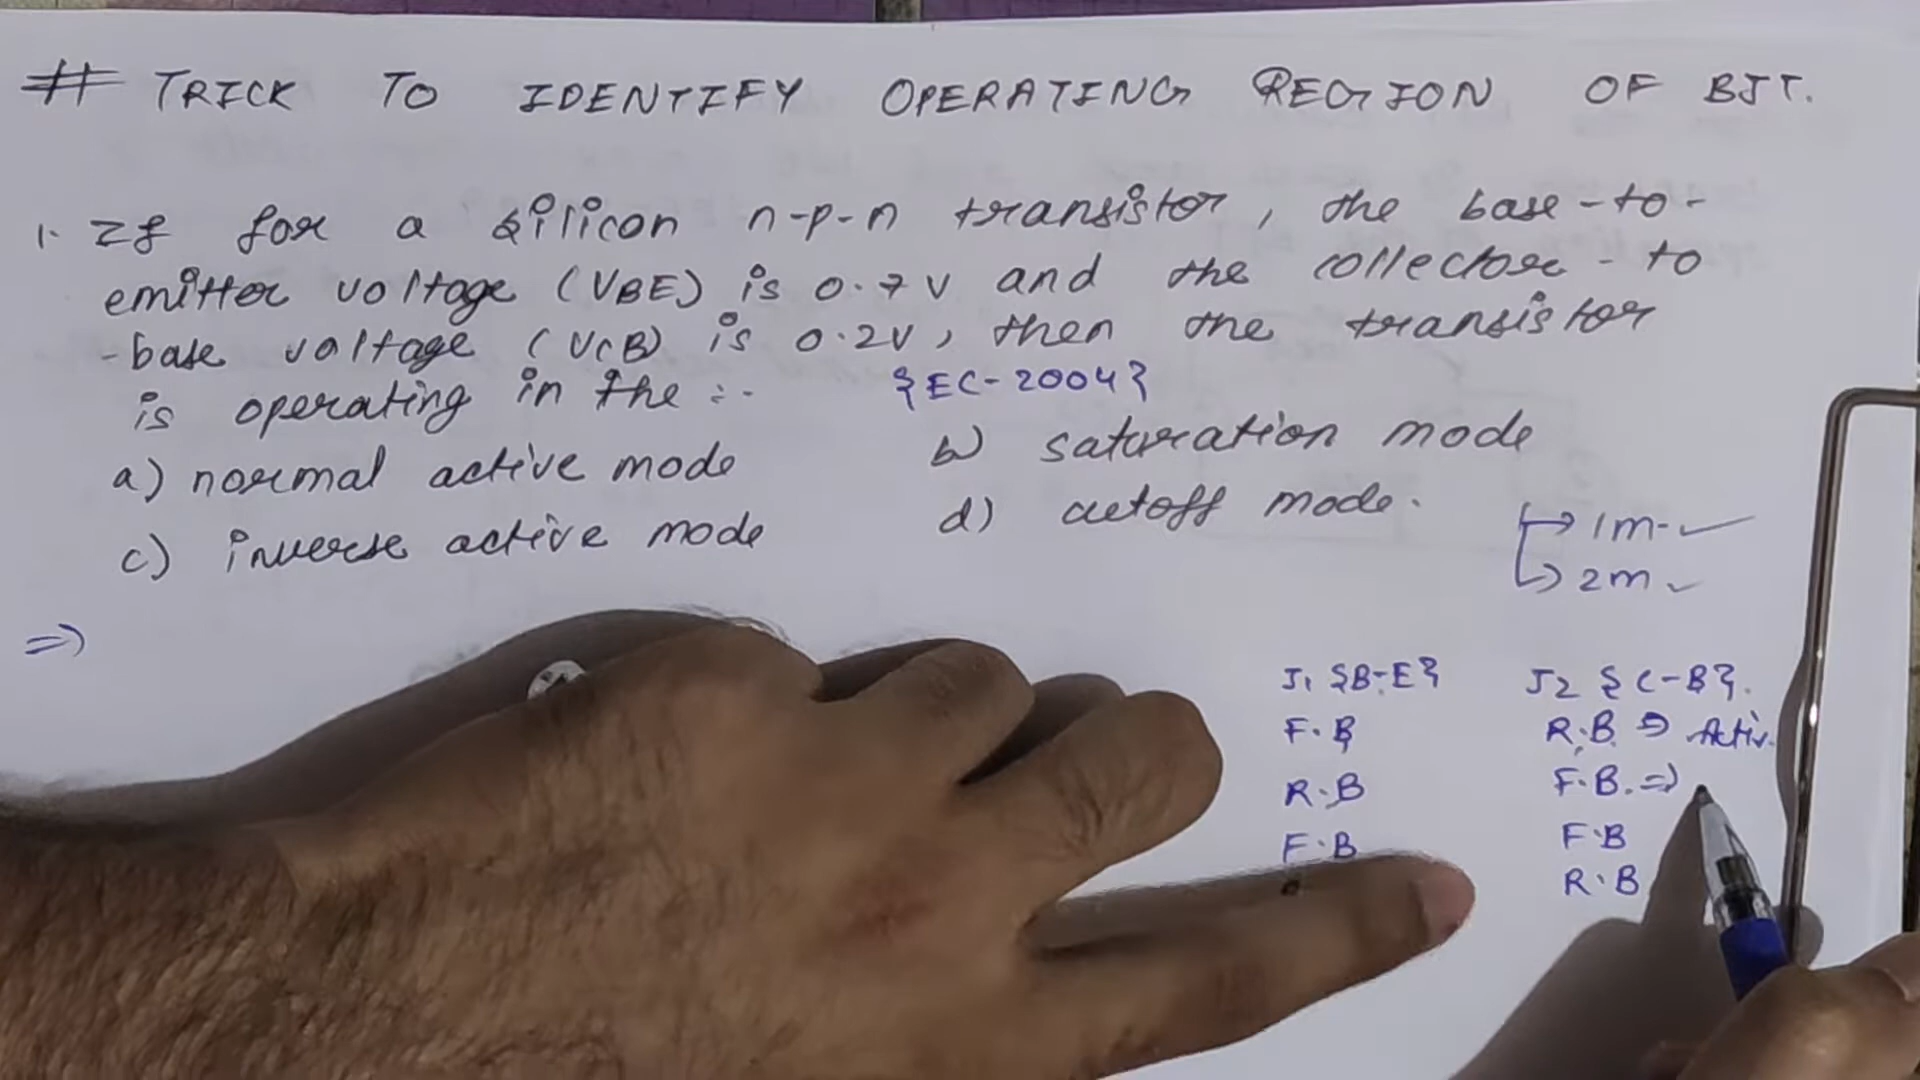 # TRICK TO IDENTIFY OPERATING REGION OF BJT.
1. If for a silicon n-p-n transistor, the base-to-
emitter voltage (VBE) is 0.7V and the collector-to
-base voltage (VCB) is 0.2V, then the transistor
is operating in the :-
{EC-2004}
a) normal active mode
b) saturation mode
c) inverse active mode
d) cutoff mode.
→ 1m- ✓
→ 2m ✓
=>
J1 {B-E} J2 {C-B}.
F.B R.B. => Activ.
R.B F.B. =>
F.B F.B
R.B